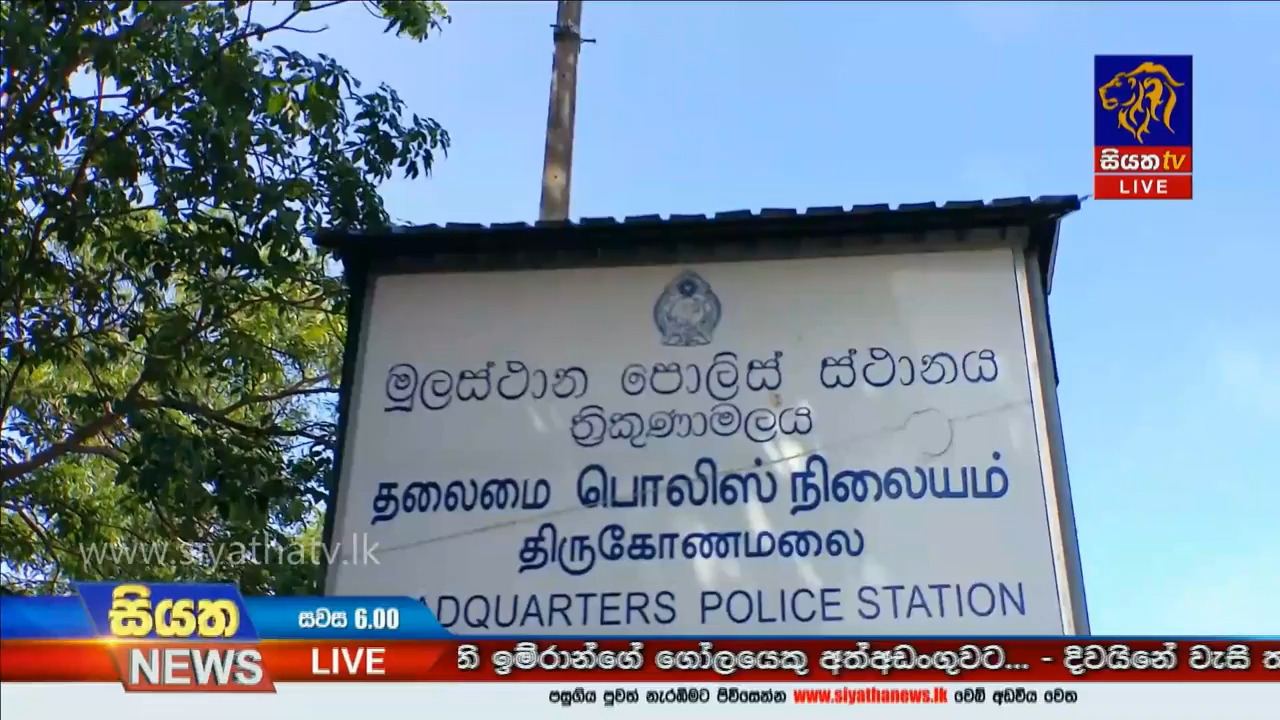 සියත tv
LIVE
මූලස්ථාන පොලිස් ස්ථානය
ත්‍රිකුණාමලය
தலைமை பொலிஸ் நிலையம்
திருகோணமலை
ADQUARTERS POLICE STATION
www.siyathatv.lk
සියත
සවස 6.00
NEWS LIVE
ඉම්රාන්ගේ ගෝලයෙකු අත්අඩංගුවට... - දිවයිනේ වැසි
පසුගිය පුවත් නැරඹීමට පිවිසෙන්න www.siyathanews.lk වෙබ් අඩවිය වෙත